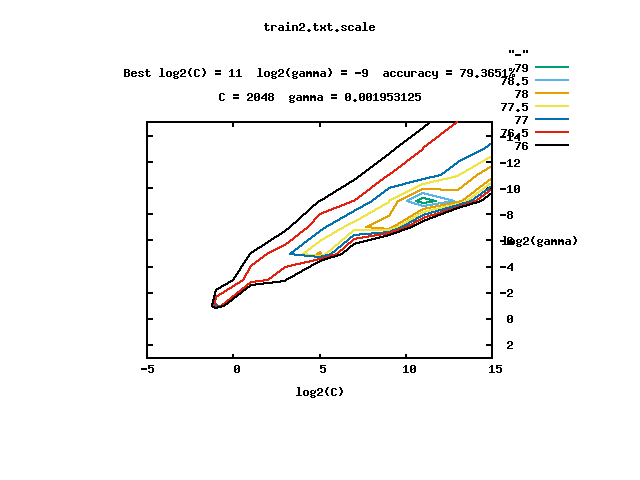 train2.txt.scale
"-"
Best log2(C) = 11  log2(gamma) = -9  accuracy = 79.3651%
79
78.5
C = 2048  gamma = 0.001953125
78
77.5
77
76.5
76
-14
-12
-10
-8
-6
log2(gamma)
-4
-2
0
2
-5 0 5 10 15
log2(C)